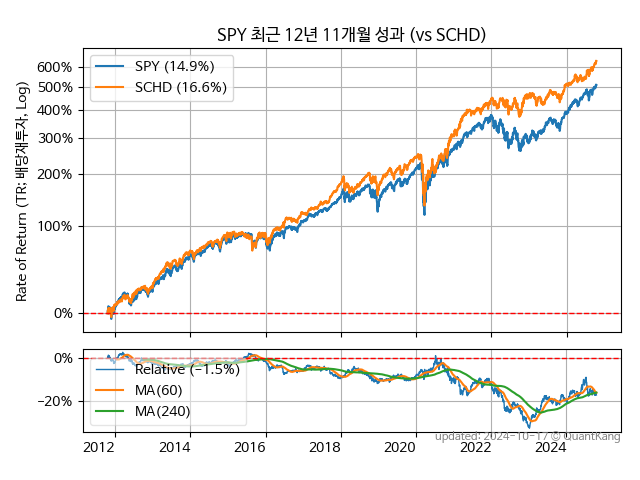 SPY 최근 12년 11개월 성과 (vs SCHD)
Rate of Return (TR: 배당재투자, Log)
600%
500%
400%
300%
200%
100%
0%
SPY (14.9%)
SCHD (16.6%)
0%
−20%
Relative (−1.5%)
MA(60)
MA(240)
2012 2014 2016 2018 2020 2022 2024
updated: 2024-10-17 © QuantKang